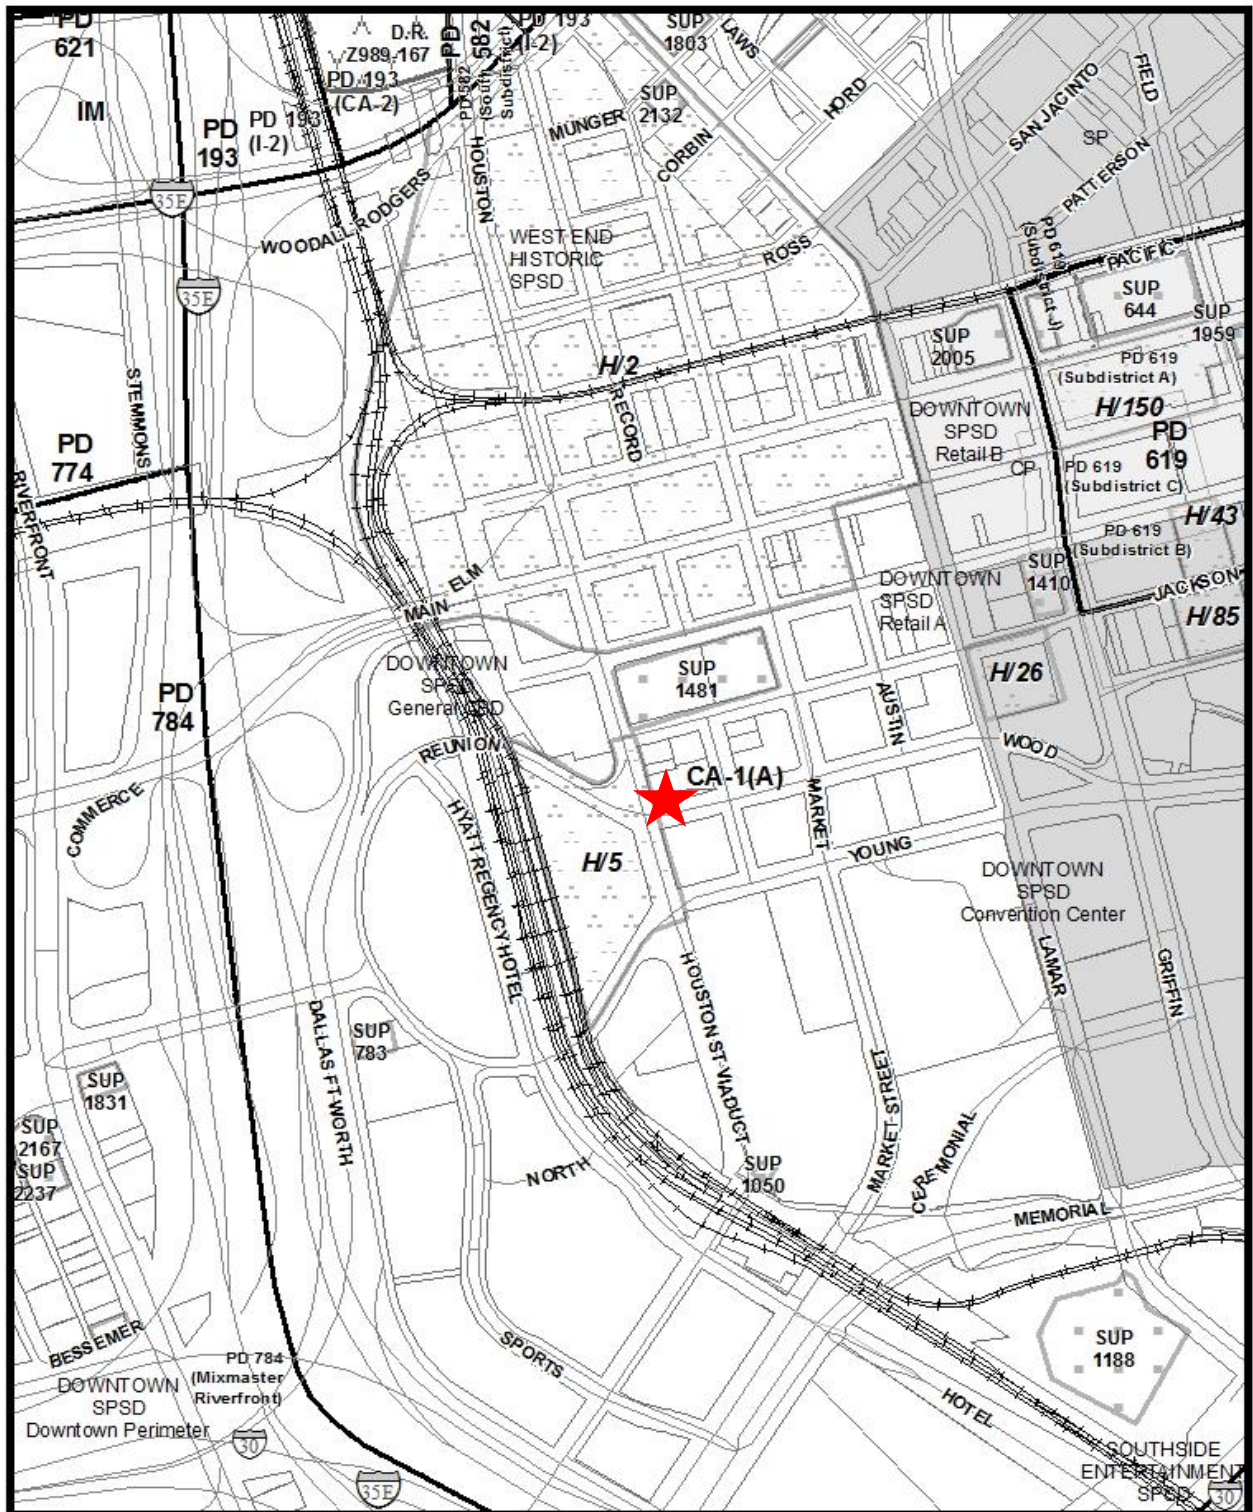 PD
621
D.R.
Z989-167
PD 193
(CA-2)
PD
PD 582
(South
Subdistrict)
582
PD 193
(I-2)
SUP
1803
LAWS
FIELD
IM
PD
193
PD 193
(I-2)
HOUSTON
MUNGER
SUP
2132
CORBIN
HORD
SAN JACINTO
SP
PATTERSON
35E
WOODALL RODGERS
WEST END
HISTORIC
SPSD
ROSS
PD 619
(Subdistrict J)
PACIFIC
35E
SUP
644
SUP
1959
SUP
2005
STEMMONS
H/2
RECORD
PD 619
(Subdistrict A)
H/150
DOWNTOWN
SPSD
Retail B
CP
PD
619
PD 619
(Subdistrict C)
PD
774
RIVERFRONT
H/43
PD 619
(Subdistrict B)
SUP
1410
JACKSON
H/85
MAIN
ELM
DOWNTOWN
SPSD
Retail A
DOWNTOWN
SPSD
General CBD
SUP
1481
H/26
PD
784
AUSTIN
REUNION
WOOD
CA-1(A)
COMMERCE
HYATT REGENCY HOTEL
MARKET
YOUNG
H/5
DOWNTOWN
SPSD
Convention Center
LAMAR
GRIFFIN
HOUSTON ST VIADUCT
DALLAS FT WORTH
SUP
783
SUP
1831
MARKET STREET
SUP
2167
SUP
2237
NORTH
SUP
1050
CEREMONIAL
MEMORIAL
BESSEMER
SPORTS
SUP
1188
PD 784
(Mixmaster
Riverfront)
DOWNTOWN
SPSD
Downtown Perimeter
30
HOTEL
35E
SOUTHSIDE
ENTERTAINMENT
SPSD
30